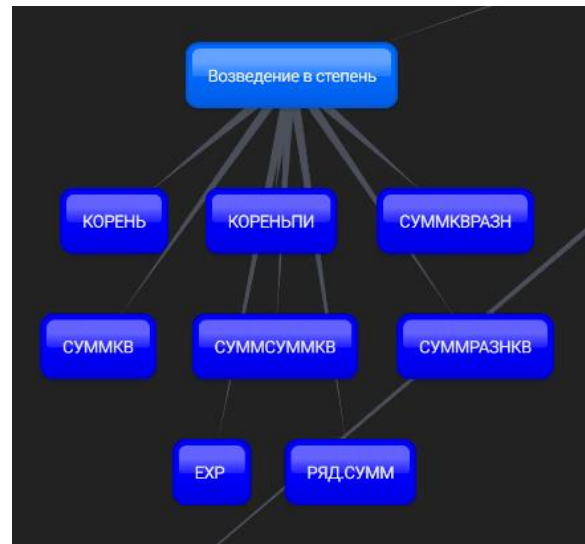 Возведение в степень
КОРЕНЬ
КОРЕНЬПИ
СУММКВРАЗН
СУММКВ
СУММСУММКВ
СУММРАЗНКВ
EXP
РЯД.СУММ